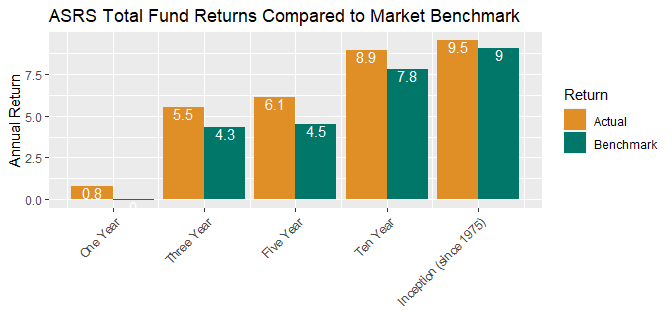 ASRS Total Fund Returns Compared to Market Benchmark
Annual Return
7.5
5.0
2.5
0.0
0.8
5.5
4.3
6.1
4.5
8.9
7.8
9.5
9
One Year
Three Year
Five Year
Ten Year
Inception (since 1975)
Return
Actual
Benchmark